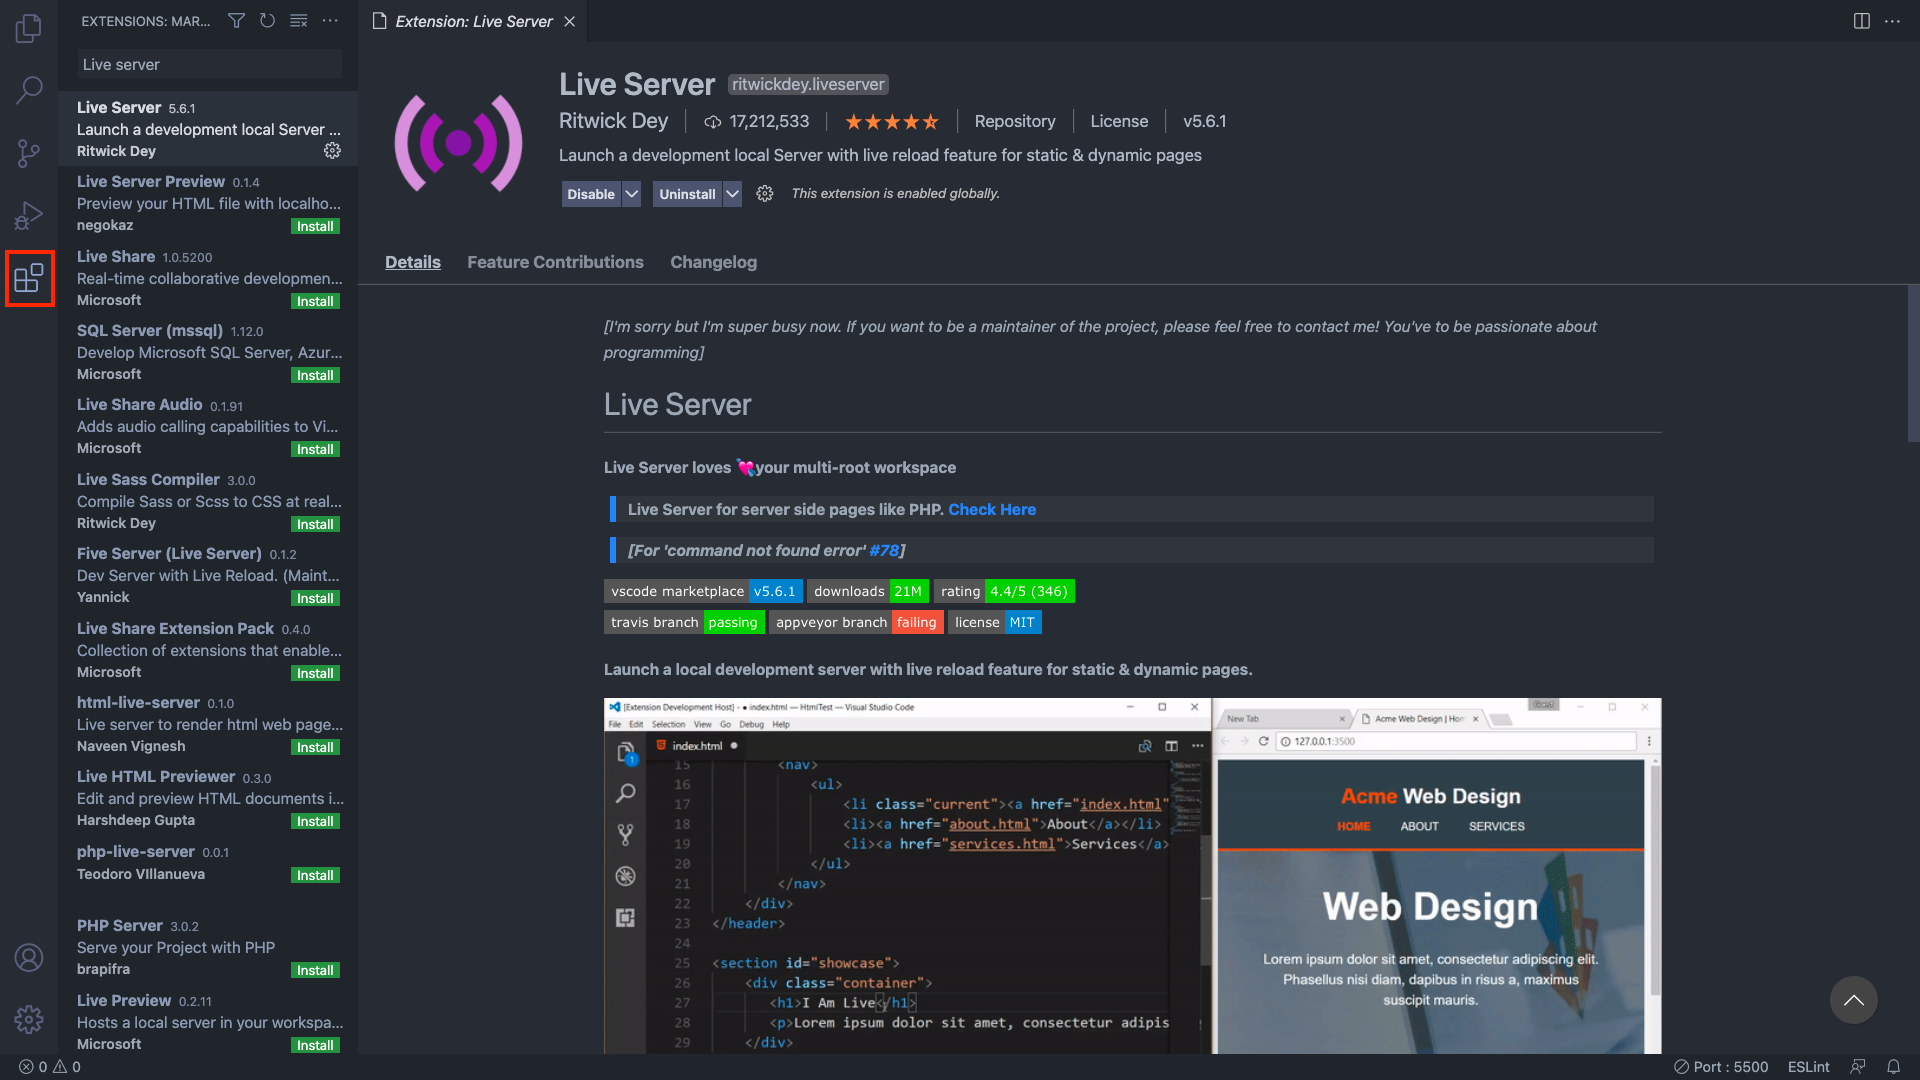 EXTENSIONS: MAR...
Live server
Live Server 5.6.1
Launch a development local Server ...
Ritwick Dey
Live Server Preview 0.1.4
Preview your HTML file with localho...
negokaz
Install
Live Share 1.0.5200
Real-time collaborative developmen...
Microsoft
Install
SQL Server (mssql) 1.12.0
Develop Microsoft SQL Server, Azur...
Microsoft
Install
Live Share Audio 0.1.91
Adds audio calling capabilities to Vi...
Microsoft
Install
Live Sass Compiler 3.0.0
Compile Sass or Scss to CSS at real...
Ritwick Dey
Install
Five Server (Live Server) 0.1.2
Dev Server with Live Reload. (Maint...
Yannick
Install
Live Share Extension Pack 0.4.0
Collection of extensions that enable...
Microsoft
Install
html-live-server 0.1.0
Live server to render html web page...
Naveen Vignesh
Install
Live HTML Previewer 0.3.0
Edit and preview HTML documents i...
Harshdeep Gupta
Install
php-live-server 0.0.1
Teodoro VIllanueva
Install
PHP Server 3.0.2
Serve your Project with PHP
brapifra
Install
Live Preview 0.2.11
Hosts a local server in your workspa...
Microsoft
Install
Extension: Live Server
Live Server ritwickdey.liveserver
Ritwick Dey 17,212,533 Repository License v5.6.1
Launch a development local Server with live reload feature for static & dynamic pages
Disable Uninstall This extension is enabled globally.
Details Feature Contributions Changelog
[I'm sorry but I'm super busy now. If you want to be a maintainer of the project, please feel free to contact me! You've to be passionate about
programming]
Live Server
Live Server loves 💘your multi-root workspace
Live Server for server side pages like PHP. Check Here
[For 'command not found error' #78]
vscode marketplace v5.6.1 downloads 21M rating 4.4/5 (346)
travis branch passing appveyor branch failing license MIT
Launch a local development server with live reload feature for static & dynamic pages.
[Extension Development Host] - ● index.html — HtmlTest — Visual Studio Code
File Edit Selection View Go Debug Help
1
index.html
15 <nav>
16 <ul>
17 <li class="current"><a href="index.html"
18 <li><a href="about.html">About</a></li>
19 <li><a href="services.html">Services</a>
20 </ul>
21 </nav>
22 </div>
23 </header>
24
25 <section id="showcase">
26 <div class="container">
27 <h1>I Am Live</h1>
28 <p>Lorem ipsum dolor sit amet, consectetur adipis
29 </div>
Guest
New Tab
Acme Web Design | Hom
127.0.0.1:3500
Acme Web Design
HOME ABOUT SERVICES
Web Design
Lorem ipsum dolor sit amet, consectetur adipiscing elit.
Phasellus nisi diam, dapibus in risus a, maximus
suscipit mauris.
0 0
Port : 5500 ESLint